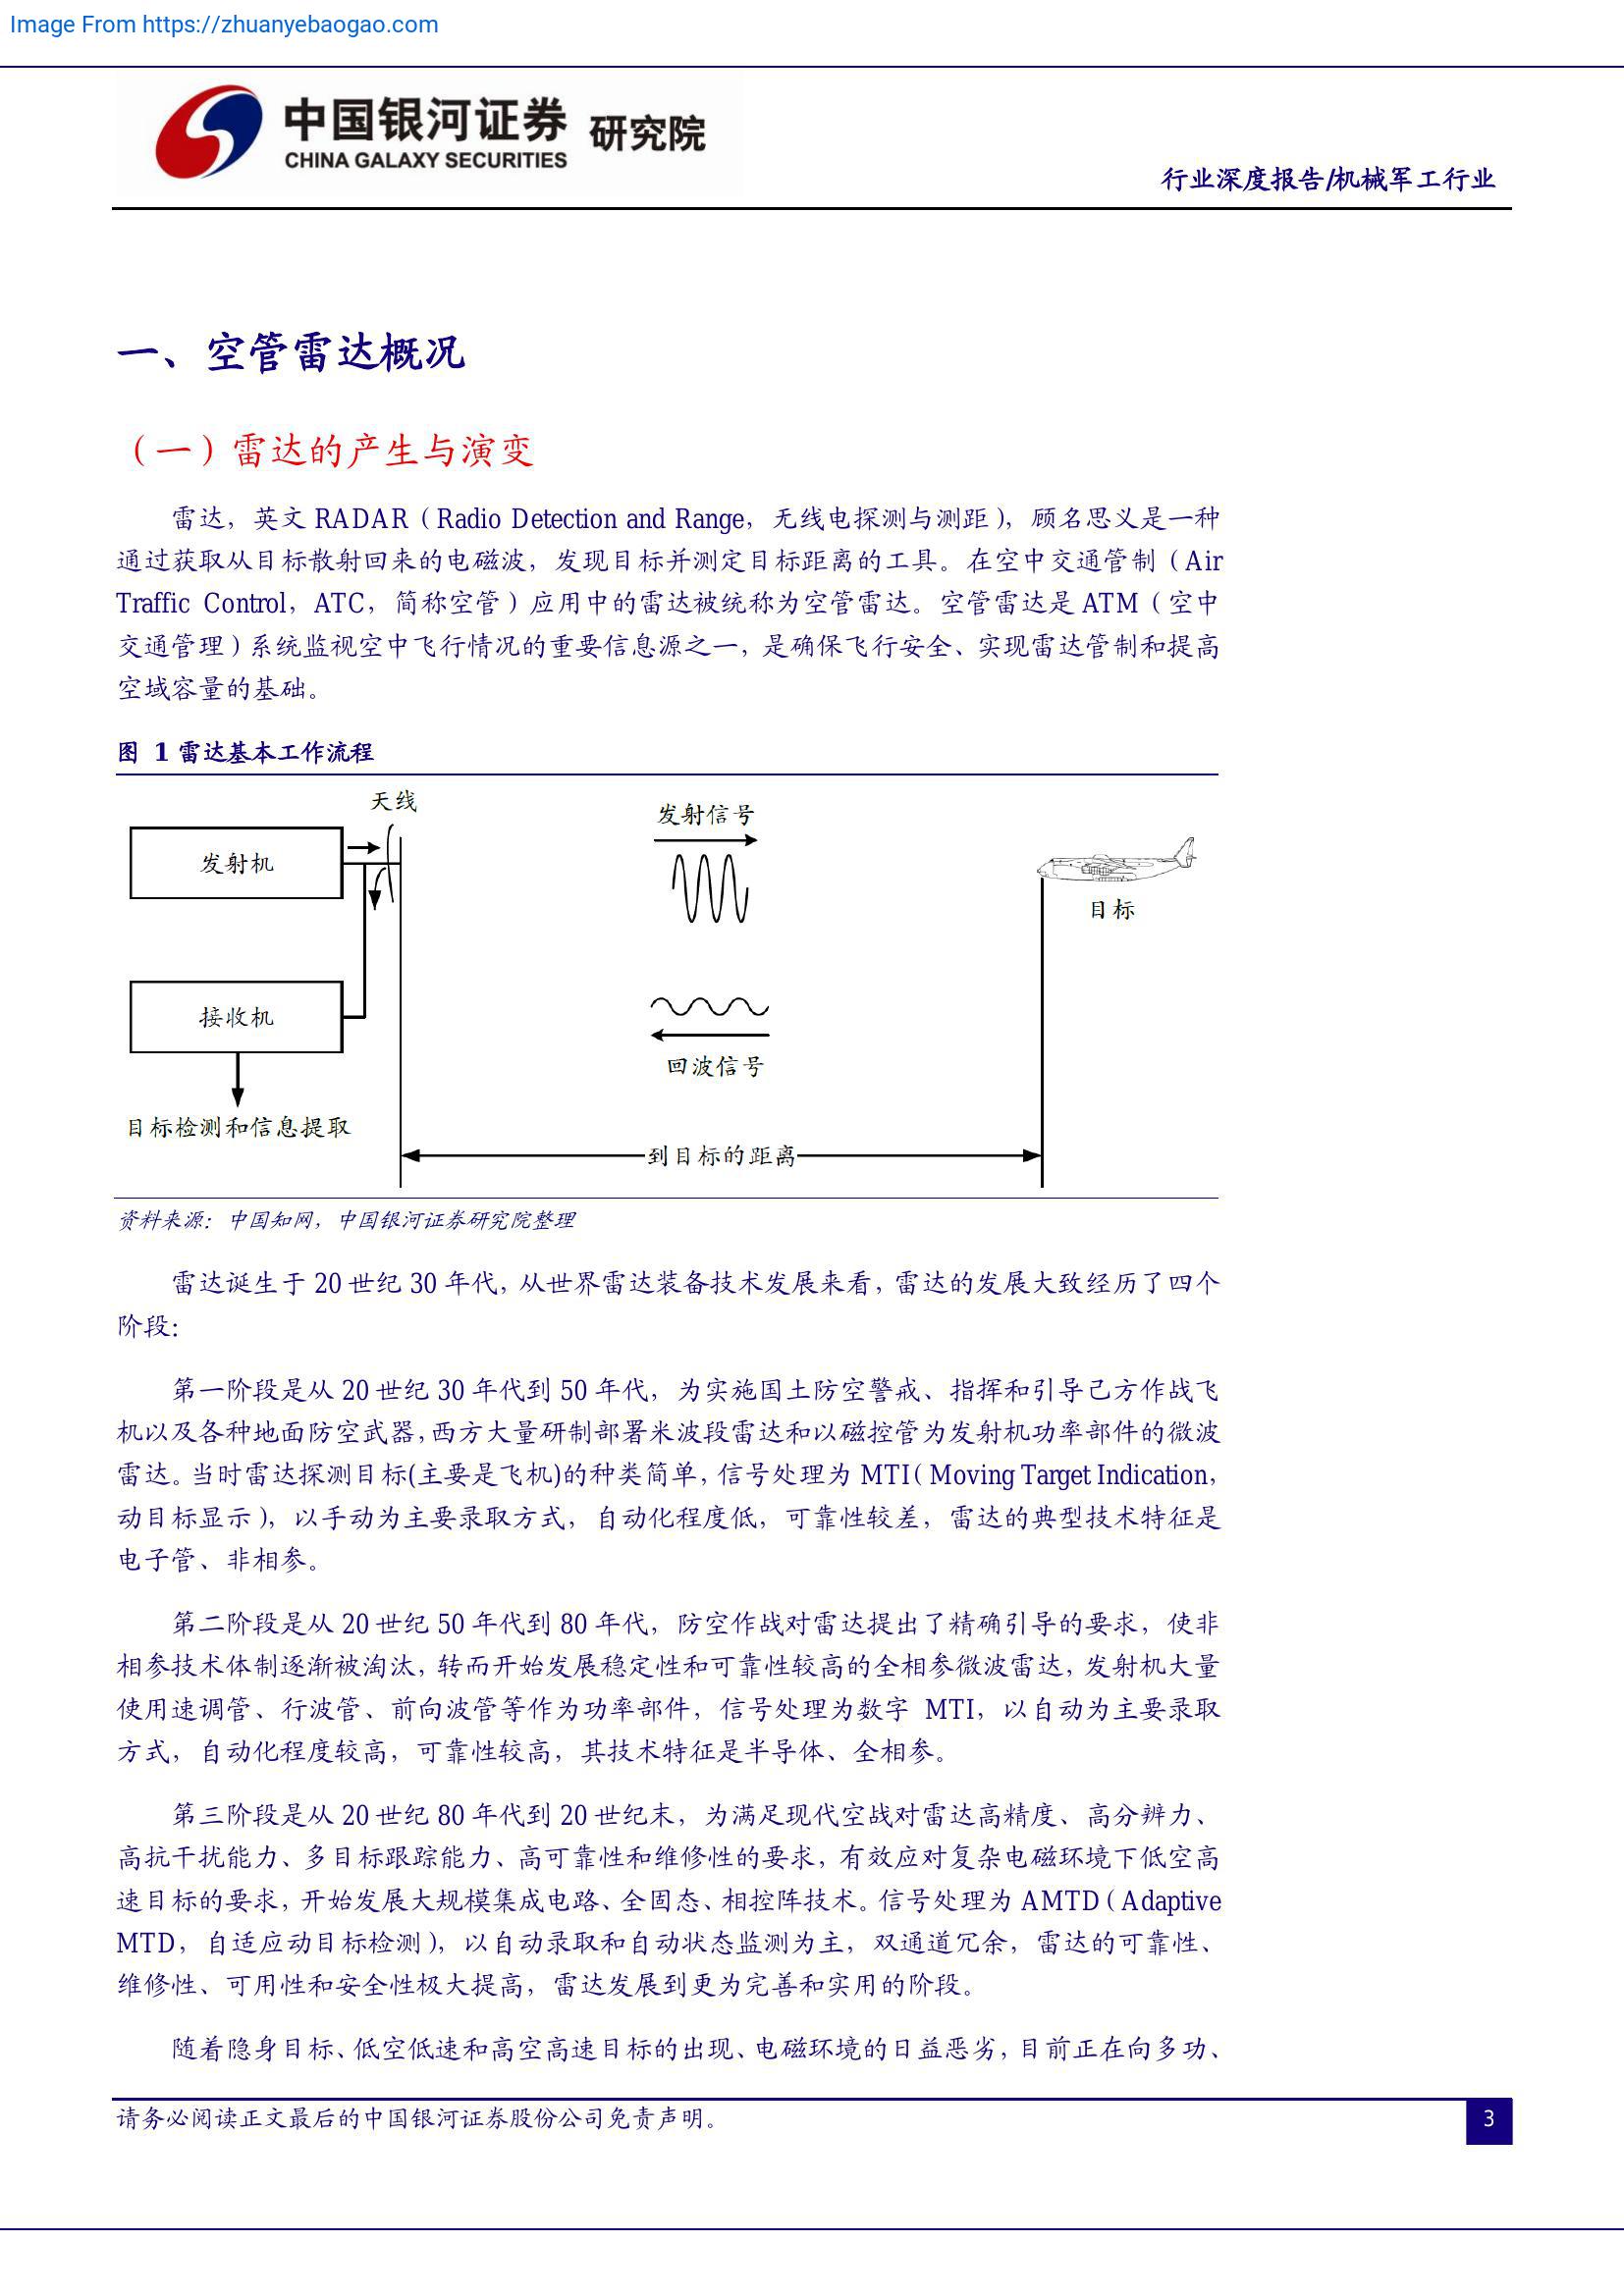 Image From https://zhuanyebaogao.com
中国银河证券 研究院
CHINA GALAXY SECURITIES
行业深度报告/机械军工行业
一、空管雷达概况
（一）雷达的产生与演变
雷达，英文 RADAR（Radio Detection and Range，无线电探测与测距），顾名思义是一种
通过获取从目标散射回来的电磁波，发现目标并测定目标距离的工具。在空中交通管制（Air
Traffic Control，ATC，简称空管）应用中的雷达被统称为空管雷达。空管雷达是 ATM（空中
交通管理）系统监视空中飞行情况的重要信息源之一，是确保飞行安全、实现雷达管制和提高
空域容量的基础。
图 1 雷达基本工作流程
天线
发射信号
发射机
目标
接收机
回波信号
目标检测和信息提取
到目标的距离
资料来源：中国知网，中国银河证券研究院整理
雷达诞生于 20 世纪 30 年代，从世界雷达装备技术发展来看，雷达的发展大致经历了四个
阶段：
第一阶段是从 20 世纪 30 年代到 50 年代，为实施国土防空警戒、指挥和引导己方作战飞
机以及各种地面防空武器，西方大量研制部署米波段雷达和以磁控管为发射机功率部件的微波
雷达。当时雷达探测目标(主要是飞机)的种类简单，信号处理为 MTI（Moving Target Indication，
动目标显示），以手动为主要录取方式，自动化程度低，可靠性较差，雷达的典型技术特征是
电子管、非相参。
第二阶段是从 20 世纪 50 年代到 80 年代，防空作战对雷达提出了精确引导的要求，使非
相参技术体制逐渐被淘汰，转而开始发展稳定性和可靠性较高的全相参微波雷达，发射机大量
使用速调管、行波管、前向波管等作为功率部件，信号处理为数字 MTI，以自动为主要录取
方式，自动化程度较高，可靠性较高，其技术特征是半导体、全相参。
第三阶段是从 20 世纪 80 年代到 20 世纪末，为满足现代空战对雷达高精度、高分辨力、
高抗干扰能力、多目标跟踪能力、高可靠性和维修性的要求，有效应对复杂电磁环境下低空高
速目标的要求，开始发展大规模集成电路、全固态、相控阵技术。信号处理为 AMTD（Adaptive
MTD，自适应动目标检测），以自动录取和自动状态监测为主，双通道冗余，雷达的可靠性、
维修性、可用性和安全性极大提高，雷达发展到更为完善和实用的阶段。
随着隐身目标、低空低速和高空高速目标的出现、电磁环境的日益恶劣，目前正在向多功、
请务必阅读正文最后的中国银河证券股份公司免责声明。
3